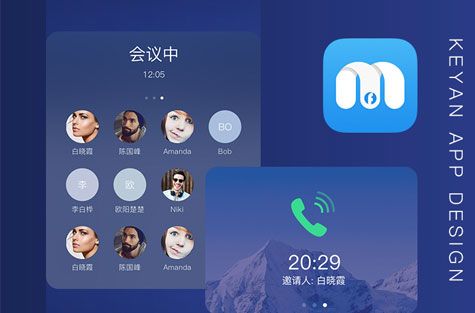 会议中
12:05
BO
白晓霞
陈国峰
Amanda
Bob
李
欧
李白桦
欧阳楚楚
Niki
白晓霞
陈国峰
Amanda
20:29
邀请人: 白晓霞
m
f
KEYAN APP DESIGN